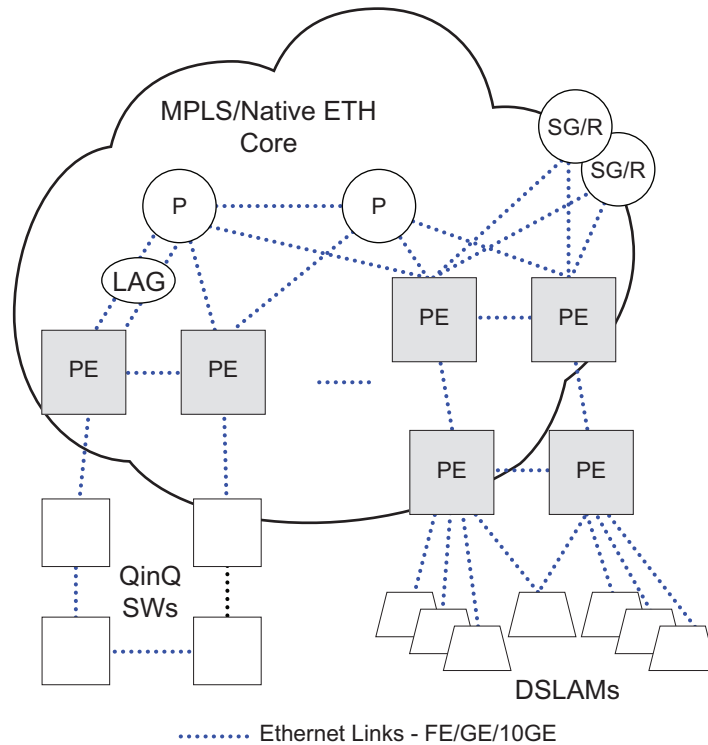 MPLS/Native ETH
Core
SG/R
SG/R
P
P
LAG
PE
PE
PE
PE
PE
PE
QinQ
SWs
DSLAMs
Ethernet Links - FE/GE/10GE